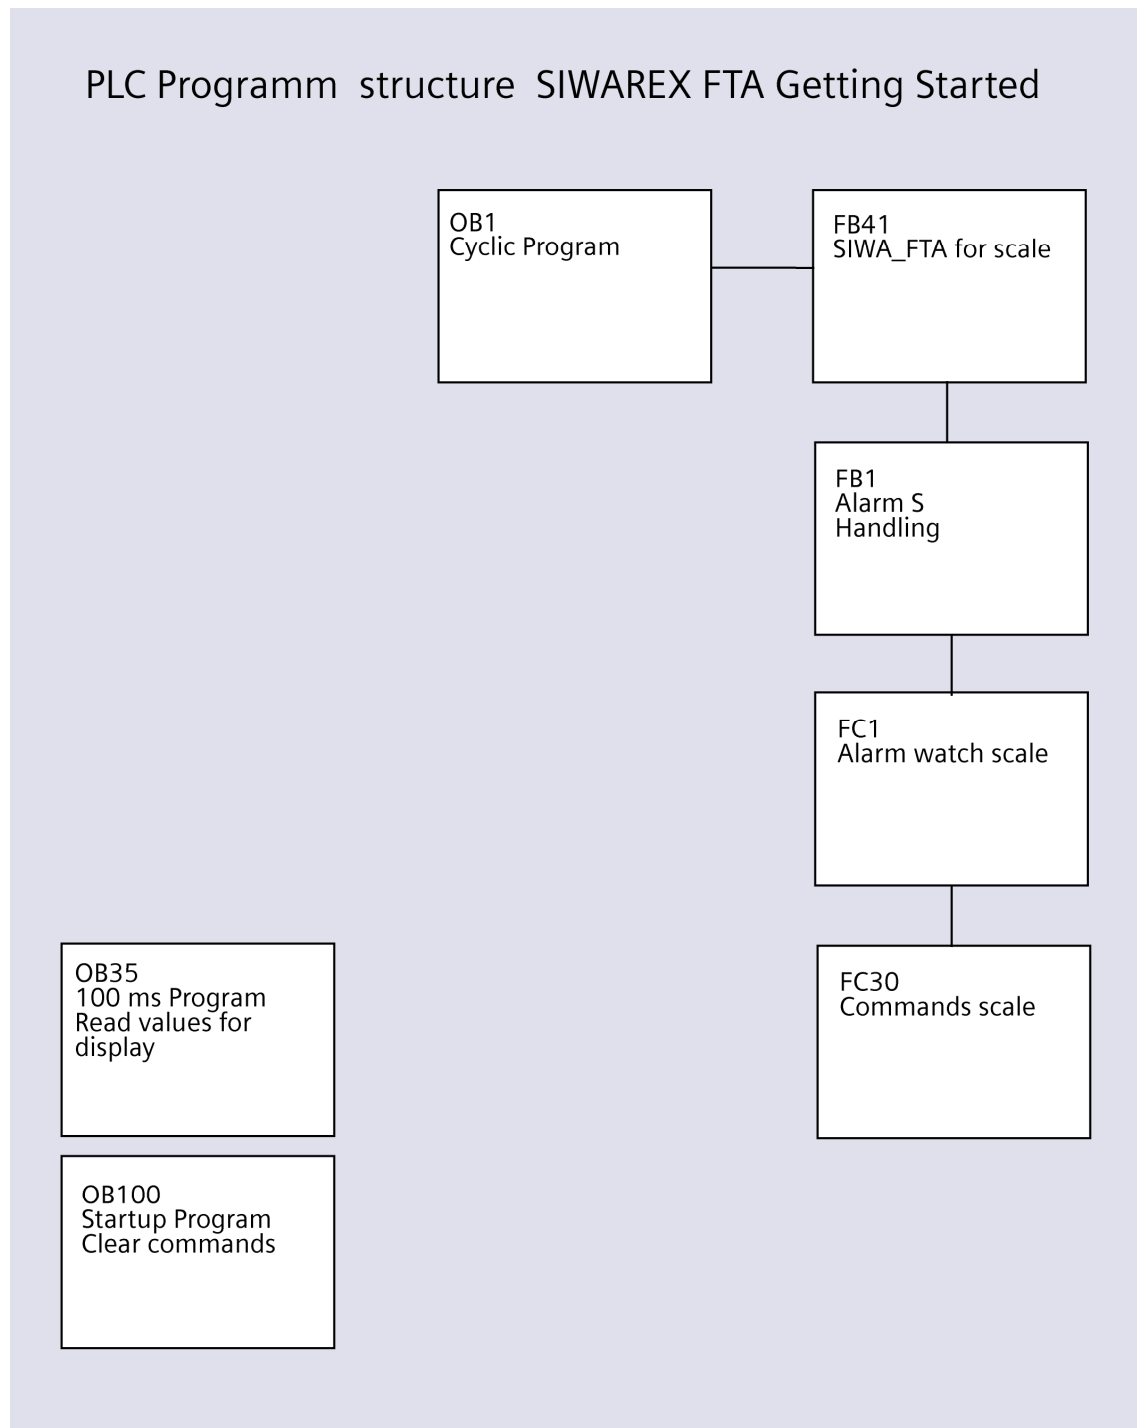 PLC Programm structure SIWAREX FTA Getting Started
OB1
Cyclic Program
FB41
SIWA_FTA for scale
FB1
Alarm S
Handling
FC1
Alarm watch scale
OB35
100 ms Program
Read values for
display
FC30
Commands scale
OB100
Startup Program
Clear commands